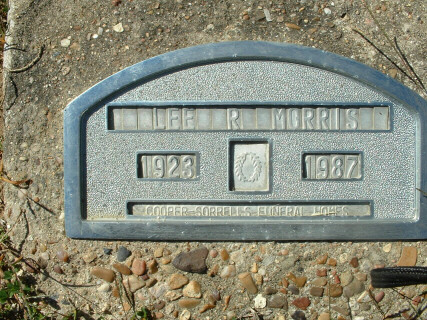 LEE R MORRIS
1923 1987
COOPER-SORRELLS FUNERAL HOMES